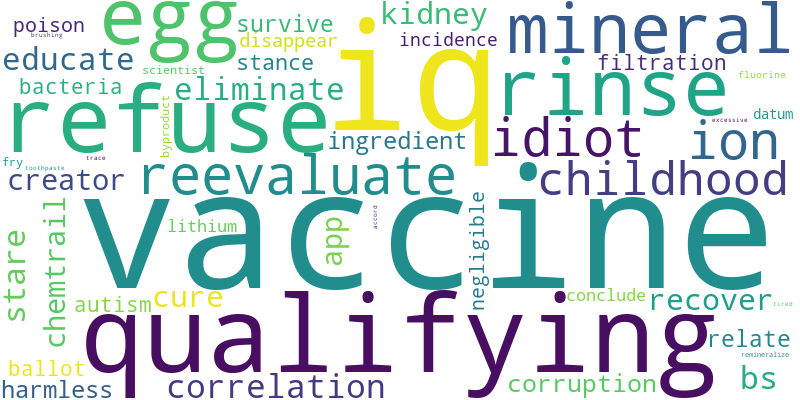 poison
brushing
egg
survive
kidney
mineral
disappear
incidence
iq
educate
scientist
stance
filtration
fluorine
bacteria
eliminate
rinse
refuse
byproduct
excessive
datum
ingredient
idiot
ion
fry
toothpaste
trace
creator
reevaluate
childhood
vaccine
stare
chemtrail
lithium
app
accord
negligible
autism
cure
conclude
recover
tired
qualifying
relate
remineralize
ballot
harmless
correlation
corruption
bs